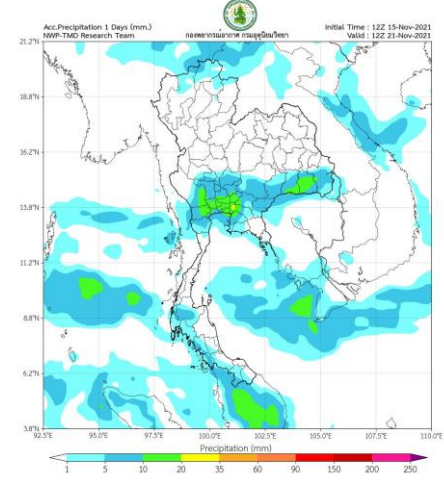 Acc.Precipitation 1 Days (mm.)
NWP-TMD Research Team
กองพยากรณ์อากาศ กรมอุตุนิยมวิทยา
Initial Time : 12Z 15-Nov-2021
Valid : 12Z 21-Nov-2021
21.2°N
18.8°N
16.2°N
13.8°N
11.2°N
8.8°N
6.2°N
3.8°N
92.5°E 95.0°E 97.5°E 100.0°E 102.5°E 105.0°E 107.5°E 110.0°E
Precipitation (mm)
1 5 10 20 35 60 90 150 200 250